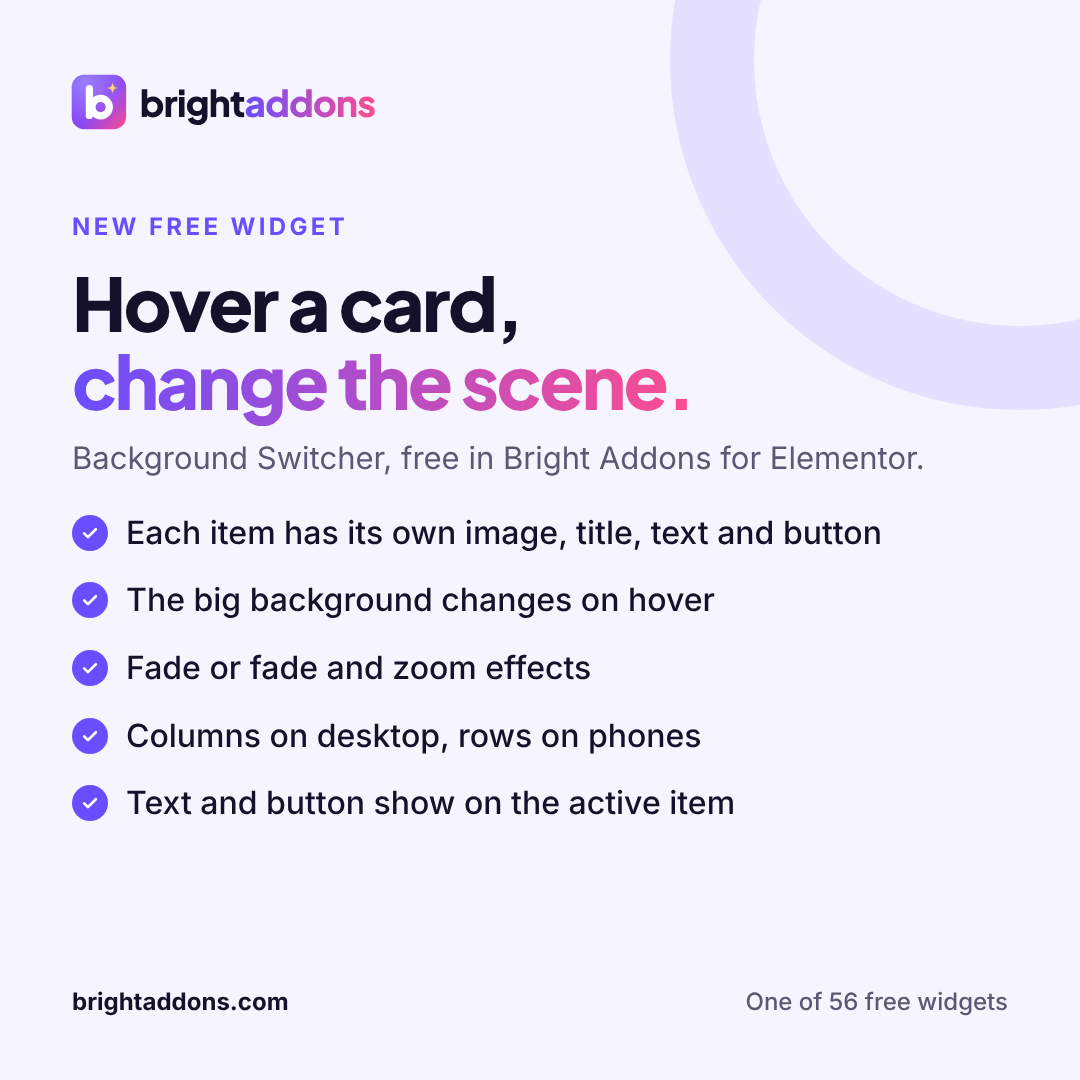 brightaddons
NEW FREE WIDGET
Hover a card,
change the scene.
Background Switcher, free in Bright Addons for Elementor.
Each item has its own image, title, text and button
The big background changes on hover
Fade or fade and zoom effects
Columns on desktop, rows on phones
Text and button show on the active item
brightaddons.com
One of 56 free widgets